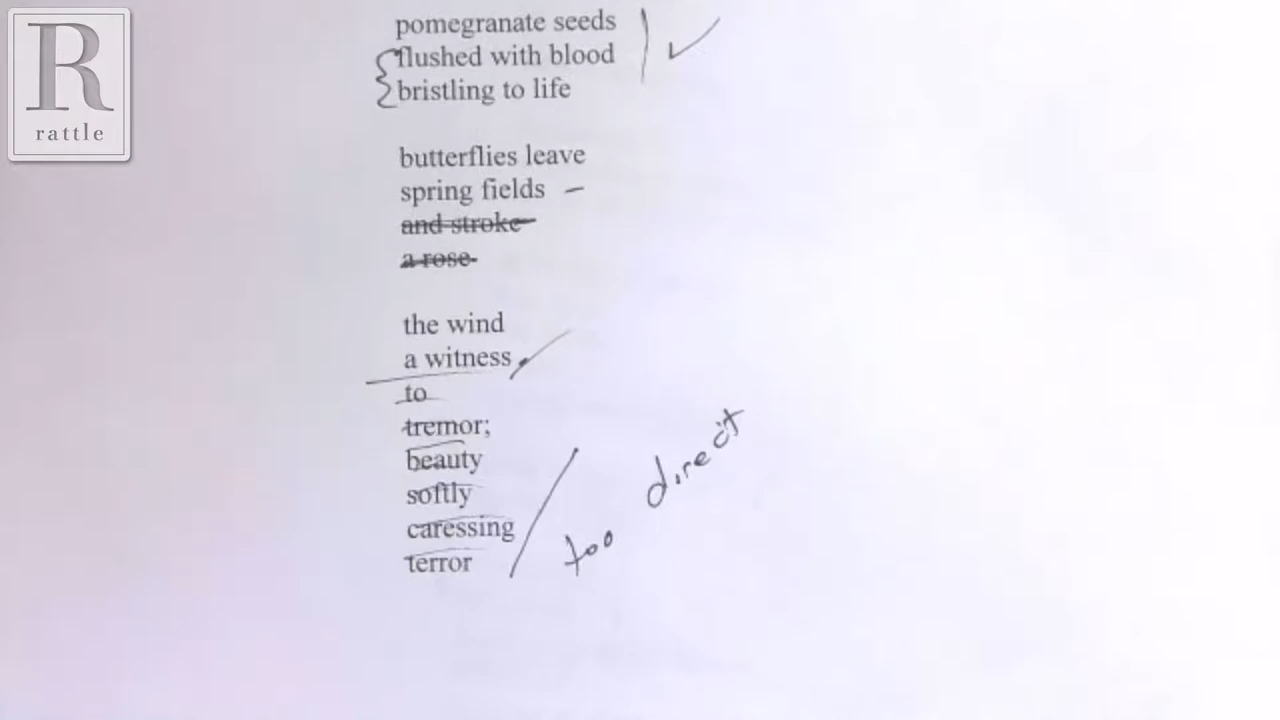 R
rattle
pomegranate seeds
flushed with blood
bristling to life
butterflies leave
spring fields –
and stroke
a rose
the wind
a witness
to
tremor;
beauty
softly
caressing
terror
too direct